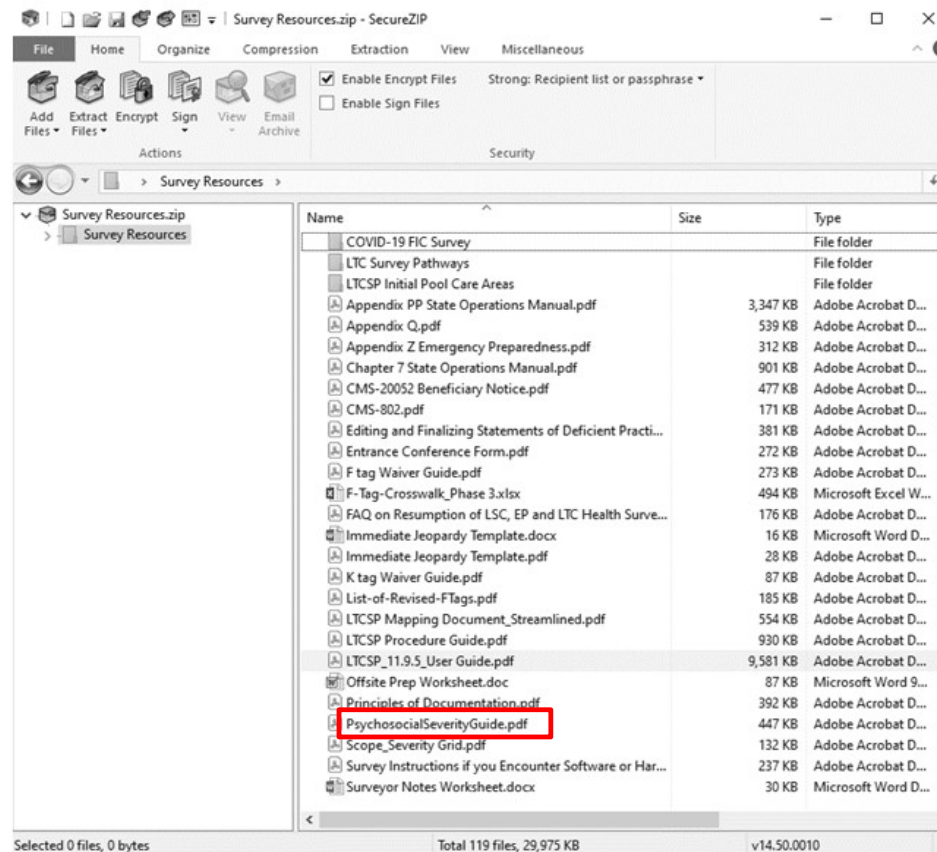 Survey Resources.zip - SecureZIP
File Home Organize Compression Extraction View Miscellaneous
Add Files Extract Files Encrypt Sign View Email Archive
Enable Encrypt Files Strong: Recipient list or passphrase
Enable Sign Files
Actions Security
Survey Resources
Survey Resources.zip
Survey Resources
Name Size Type
COVID-19 FIC Survey File folder
LTC Survey Pathways File folder
LTCSP Initial Pool Care Areas File folder
Appendix PP State Operations Manual.pdf 3,347 KB Adobe Acrobat D...
Appendix Q.pdf 539 KB Adobe Acrobat D...
Appendix Z Emergency Preparedness.pdf 312 KB Adobe Acrobat D...
Chapter 7 State Operations Manual.pdf 901 KB Adobe Acrobat D...
CMS-20052 Beneficiary Notice.pdf 477 KB Adobe Acrobat D...
CMS-802.pdf 171 KB Adobe Acrobat D...
Editing and Finalizing Statements of Deficient Practi... 381 KB Adobe Acrobat D...
Entrance Conference Form.pdf 272 KB Adobe Acrobat D...
F tag Waiver Guide.pdf 273 KB Adobe Acrobat D...
F-Tag-Crosswalk_Phase 3.xlsx 494 KB Microsoft Excel W...
FAQ on Resumption of LSC, EP and LTC Health Surve... 176 KB Adobe Acrobat D...
Immediate Jeopardy Template.docx 16 KB Microsoft Word D...
Immediate Jeopardy Template.pdf 28 KB Adobe Acrobat D...
K tag Waiver Guide.pdf 87 KB Adobe Acrobat D...
List-of-Revised-FTags.pdf 185 KB Adobe Acrobat D...
LTCSP Mapping Document_Streamlined.pdf 554 KB Adobe Acrobat D...
LTCSP Procedure Guide.pdf 930 KB Adobe Acrobat D...
LTCSP_11.9.5_User Guide.pdf 9,581 KB Adobe Acrobat D...
Offsite Prep Worksheet.doc 87 KB Microsoft Word 9...
Principles of Documentation.pdf 392 KB Adobe Acrobat D...
PsychosocialSeverityGuide.pdf 447 KB Adobe Acrobat D...
Scope_Severity Grid.pdf 132 KB Adobe Acrobat D...
Survey Instructions if you Encounter Software or Har... 237 KB Adobe Acrobat D...
Surveyor Notes Worksheet.docx 30 KB Microsoft Word D...
Selected 0 files, 0 bytes Total 119 files, 29,975 KB v14.50.0010